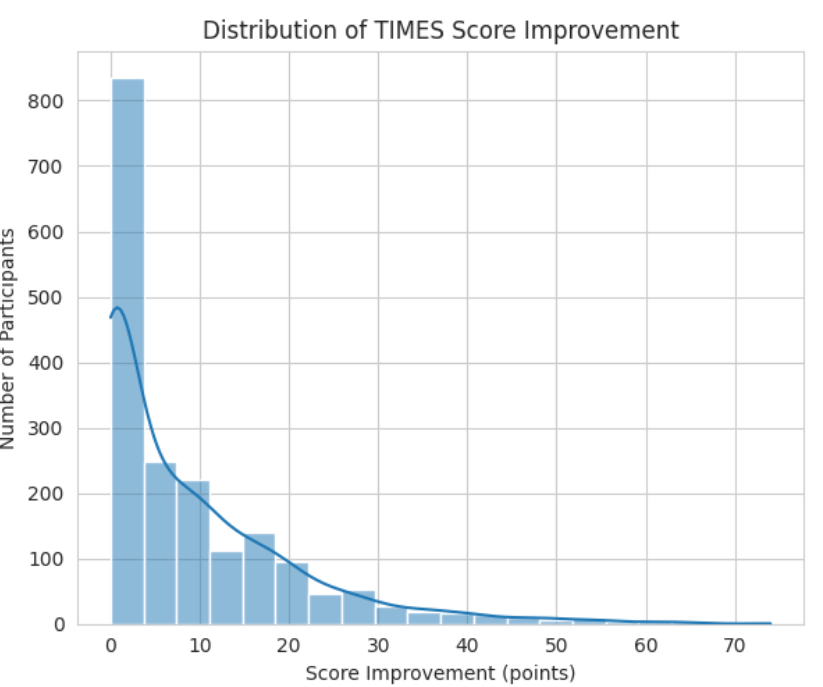 Distribution of TIMES Score Improvement
Number of Participants
800
700
600
500
400
300
200
100
0
0 10 20 30 40 50 60 70
Score Improvement (points)